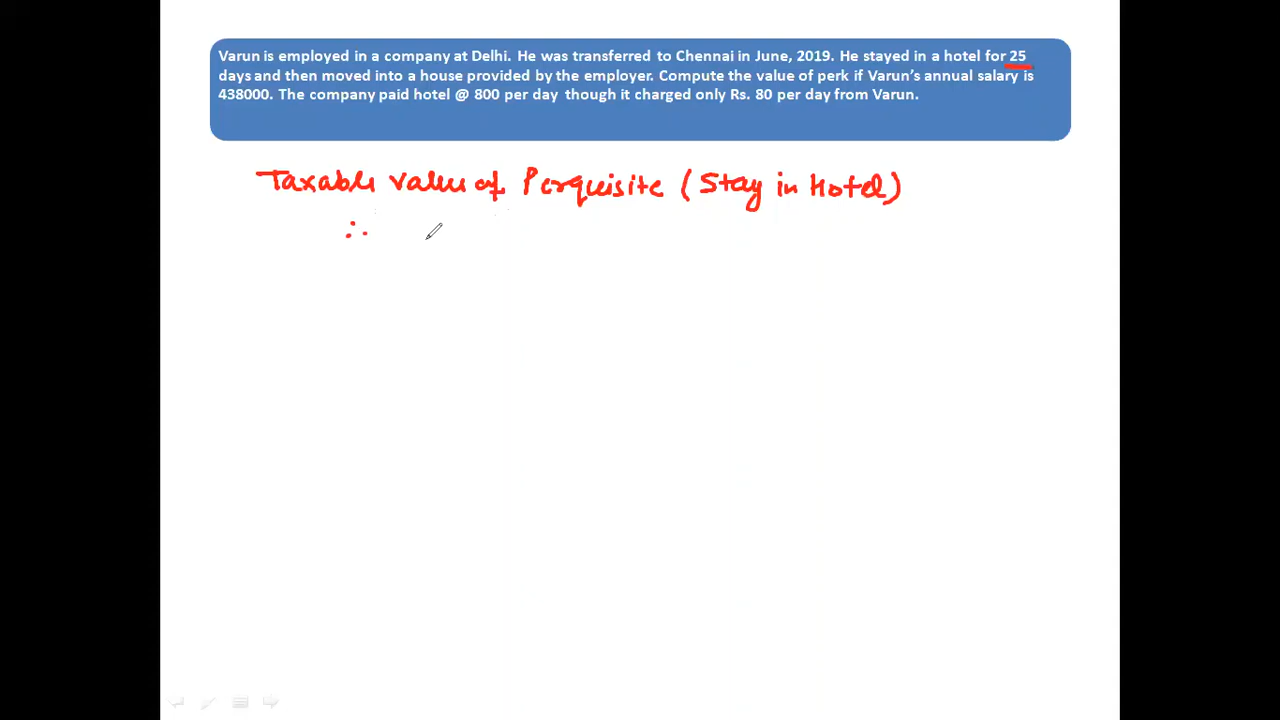 Varun is employed in a company at Delhi. He was transferred to Chennai in June, 2019. He stayed in a hotel for 25
days and then moved into a house provided by the employer. Compute the value of perk if Varun's annual salary is
438000. The company paid hotel @ 800 per day though it charged only Rs. 80 per day from Varun.
Taxable value of Perquisite (Stay in Hotel)
∴